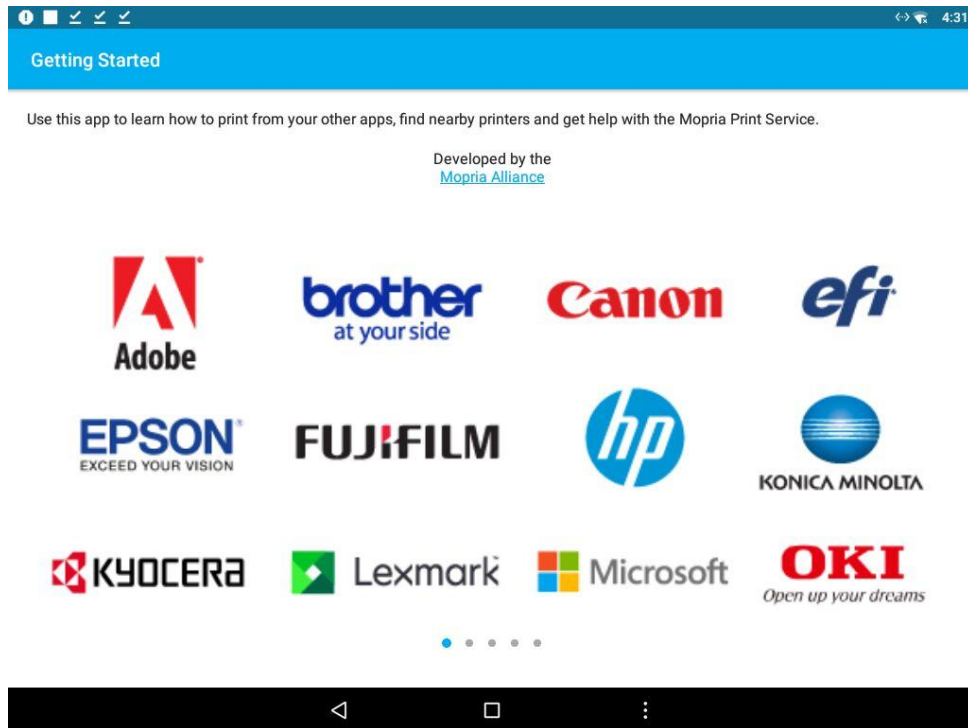 4:31
Getting Started
Use this app to learn how to print from your other apps, find nearby printers and get help with the Mopria Print Service.
Developed by the
Mopria Alliance
Adobe
brother
at your side
Canon
efi
EPSON
EXCEED YOUR VISION
FUJIFILM
hp
KONICA MINOLTA
KYOCERA
Lexmark
Microsoft
OKI
Open up your dreams